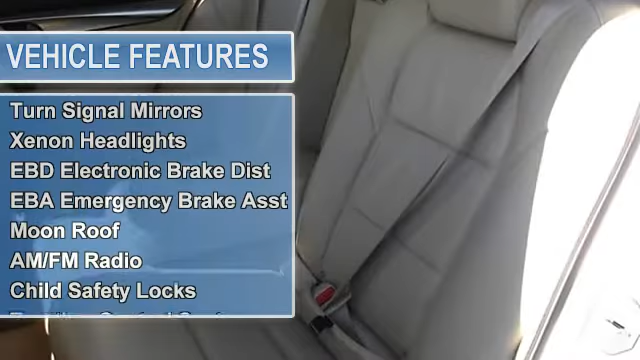 VEHICLE FEATURES
Turn Signal Mirrors
Xenon Headlights
EBD Electronic Brake Dist
EBA Emergency Brake Asst
Moon Roof
AM/FM Radio
Child Safety Locks